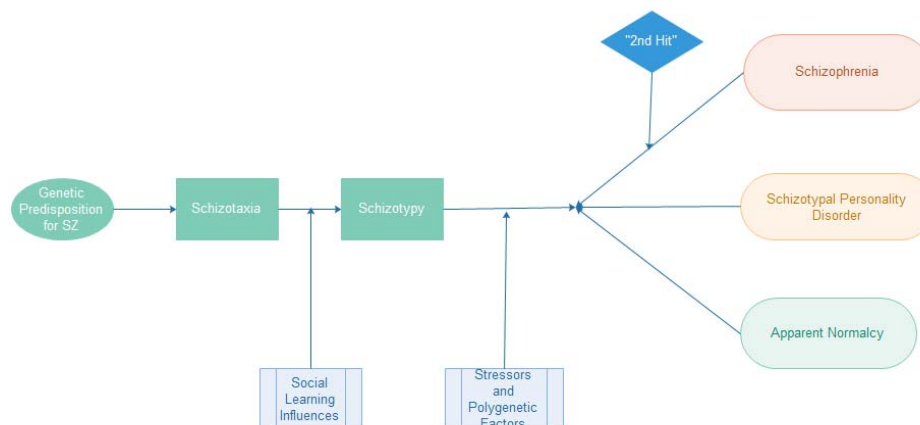 "2nd Hit"
Schizophrenia
Genetic
Predisposition
for SZ
Schizotaxia
Schizotypy
Schizotypal Personality
Disorder
Apparent Normalcy
Social
Learning
Influences
Stressors
and
Polygenetic
Factors